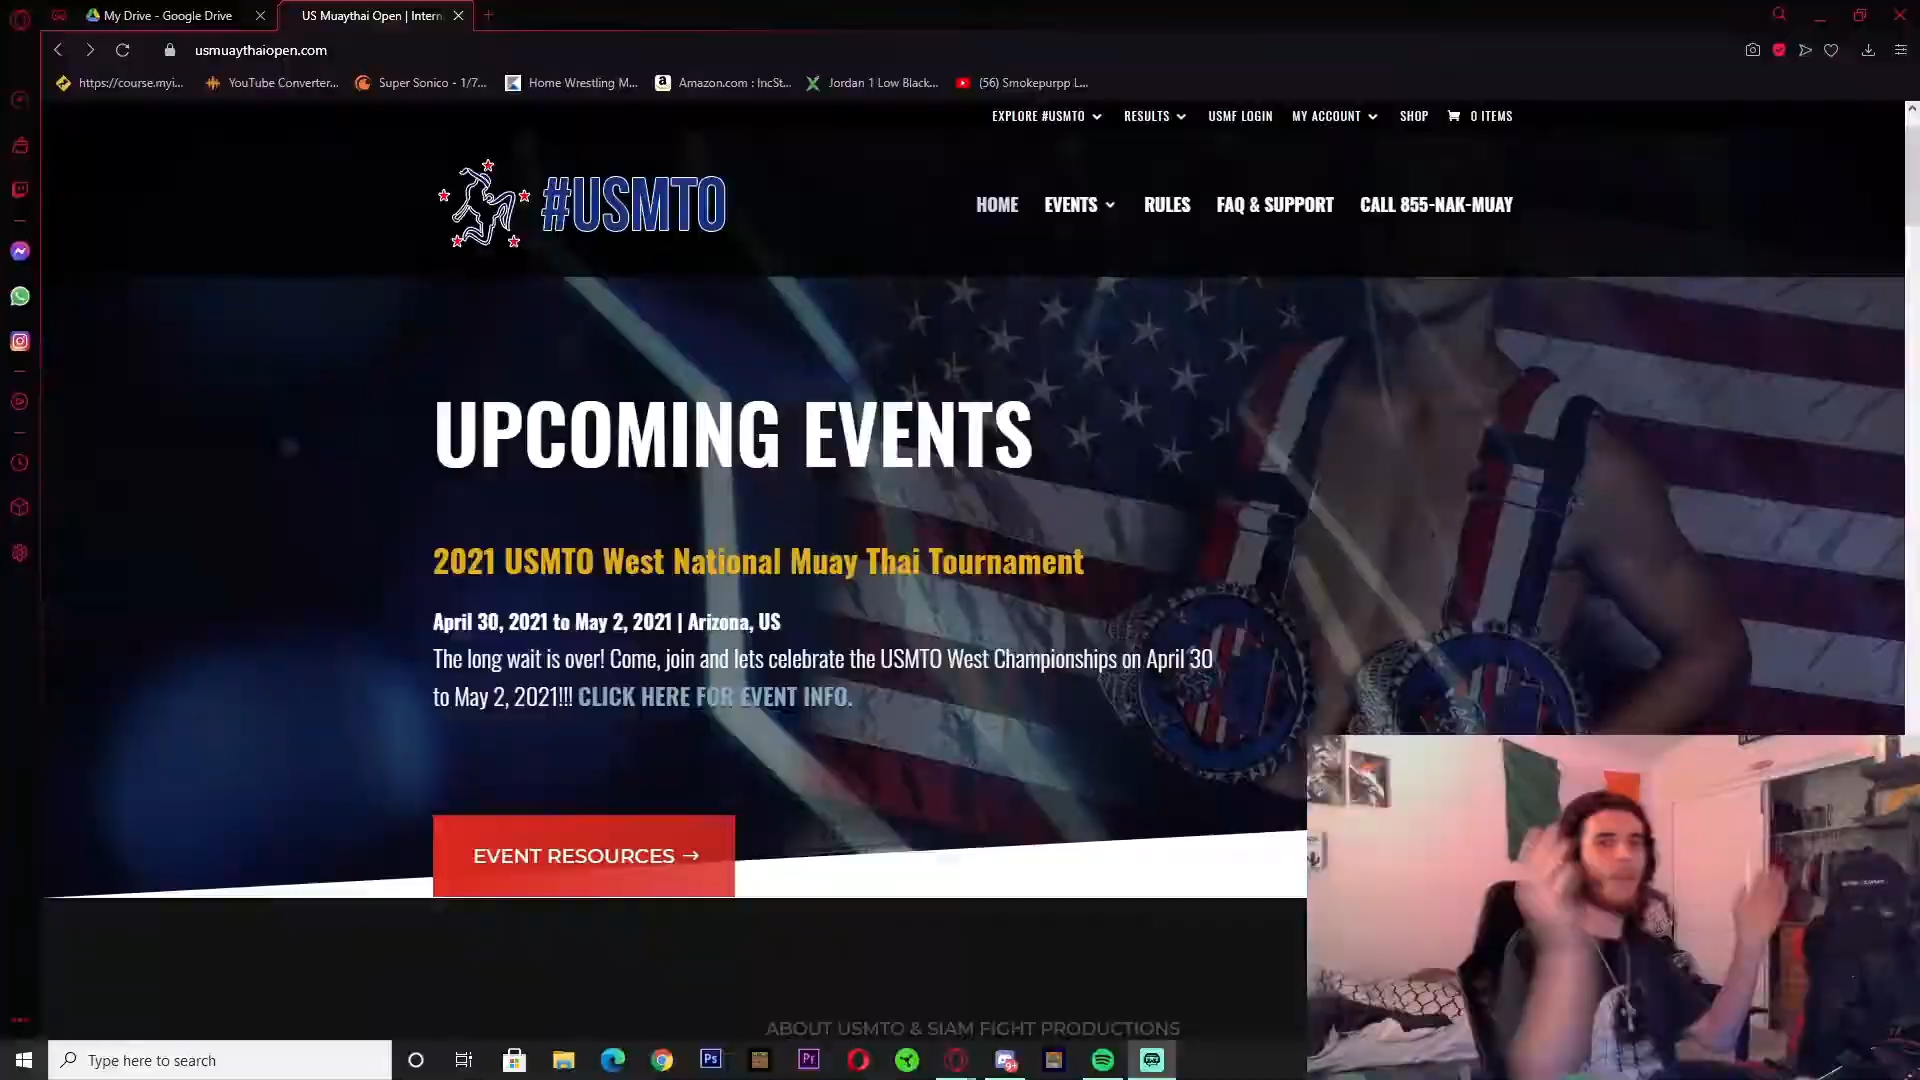 My Drive - Google Drive
US Muaythai Open | Intern
usmuaythaiopen.com
https://course.myi...
YouTube Converter...
Super Sonico - 1/7...
Home Wrestling M...
Amazon.com : IncSt...
Jordan 1 Low Black...
(56) Smokepurpp L...
EXPLORE #USMTO
RESULTS
USMF LOGIN
MY ACCOUNT
SHOP
0 ITEMS
#USMTO
HOME
EVENTS
RULES
FAQ & SUPPORT
CALL 855-NAK-MUAY
UPCOMING EVENTS
2021 USMTO West National Muay Thai Tournament
April 30, 2021 to May 2, 2021 | Arizona, US
The long wait is over! Come, join and lets celebrate the USMTO West Championships on April 30
to May 2, 2021!!! CLICK HERE FOR EVENT INFO.
EVENT RESOURCES →
ABOUT USMTO & SIAM FIGHT PRODUCTIONS
Type here to search
Ps
Pr
9+